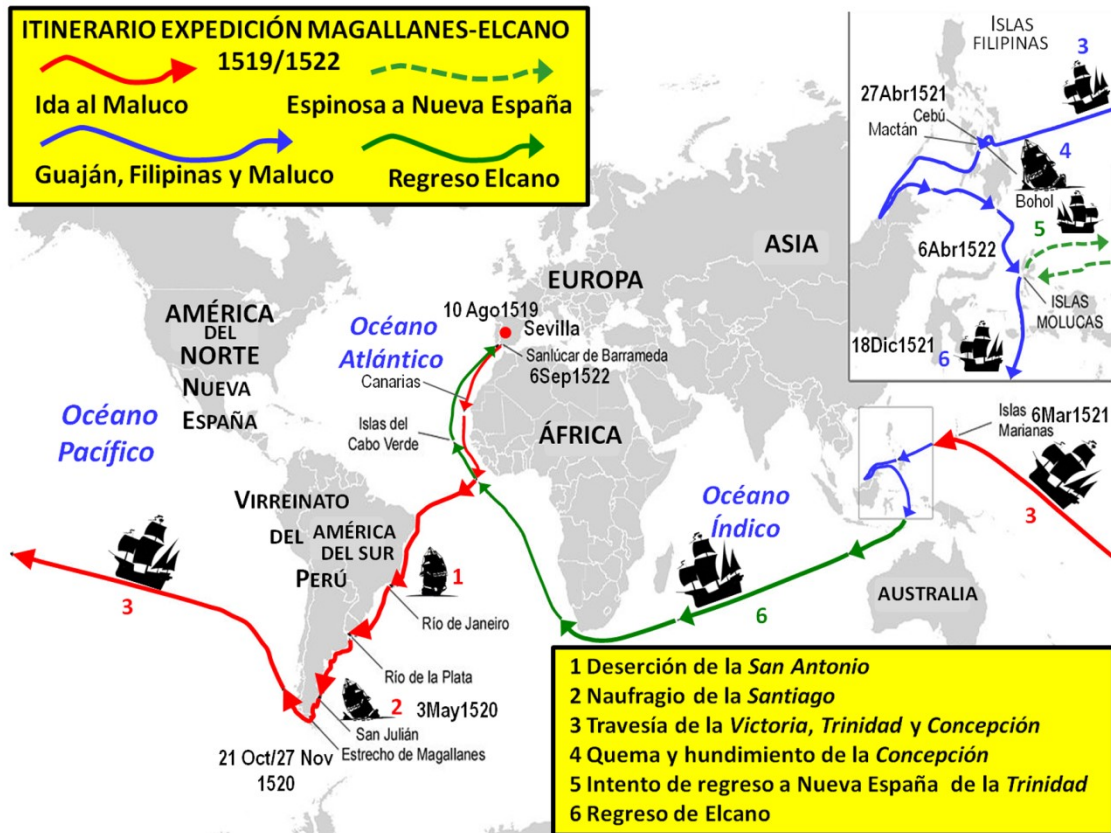 ITINERARIO EXPEDICIÓN MAGALLANES-ELCANO
1519/1522
Ida al Maluco
Espinosa a Nueva España
Guaján, Filipinas y Maluco
Regreso Elcano
ISLAS
FILIPINAS
3
27Abr1521
Cebú
Mactán
4
Bohol
5
6Abr1522
ISLAS
MOLUCAS
18Dic1521
6
ASIA
EUROPA
10 Ago1519
Sevilla
Sanlúcar de Barrameda
6Sep1522
AMÉRICA
DEL
NORTE
NUEVA
ESPAÑA
Océano
Atlántico
Canarias
Océano
Pacífico
Islas del
Cabo Verde
ÁFRICA
6Mar1521
Islas
Marianas
3
Océano
Índico
VIRREINATO
DEL
PERÚ
AMÉRICA
DEL SUR
1
3
Río de Janeiro
AUSTRALIA
6
Rio de la Plata
2
3May1520
San Julián
Estrecho de Magallanes
21 Oct/27 Nov
1520
1 Deserción de la San Antonio
2 Naufragio de la Santiago
3 Travesía de la Victoria, Trinidad y Concepción
4 Quema y hundimiento de la Concepción
5 Intento de regreso a Nueva España de la Trinidad
6 Regreso de Elcano